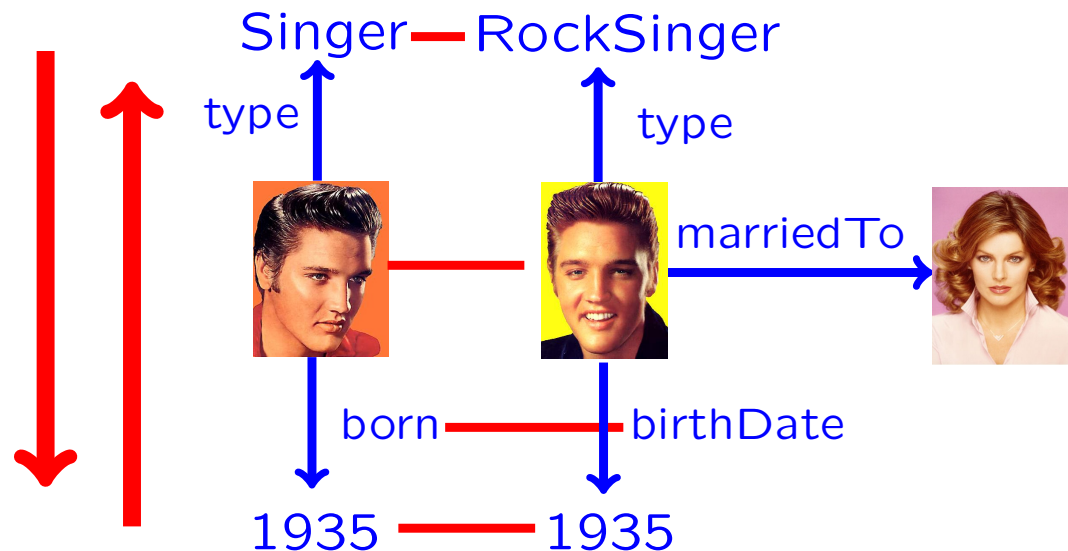 Singer RockSinger
type type
marriedTo
born birthDate
1935 1935